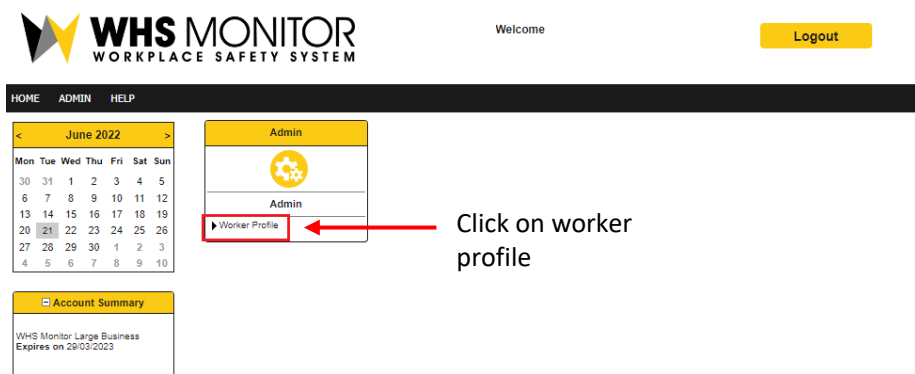 WHS MONITOR
WORKPLACE SAFETY SYSTEM
Welcome
Logout
HOME ADMIN HELP
< June 2022 >
Mon Tue Wed Thu Fri Sat Sun
30 31 1 2 3 4 5
6 7 8 9 10 11 12
13 14 15 16 17 18 19
20 21 22 23 24 25 26
27 28 29 30 1 2 3
4 5 6 7 8 9 10
Admin
Admin
Worker Profile
Click on worker
profile
Account Summary
WHS Monitor Large Business
Expires on 29/03/2023